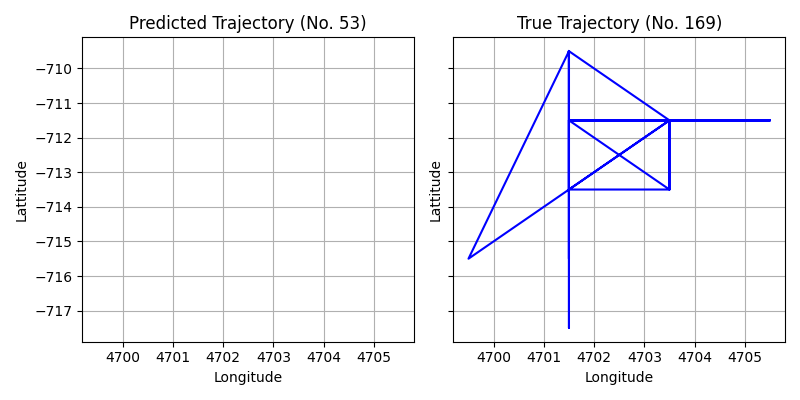 Predicted Trajectory (No. 53)
True Trajectory (No. 169)
Lattitude
−710
−711
−712
−713
−714
−715
−716
−717
4700 4701 4702 4703 4704 4705
Longitude
Lattitude
4700 4701 4702 4703 4704 4705
Longitude